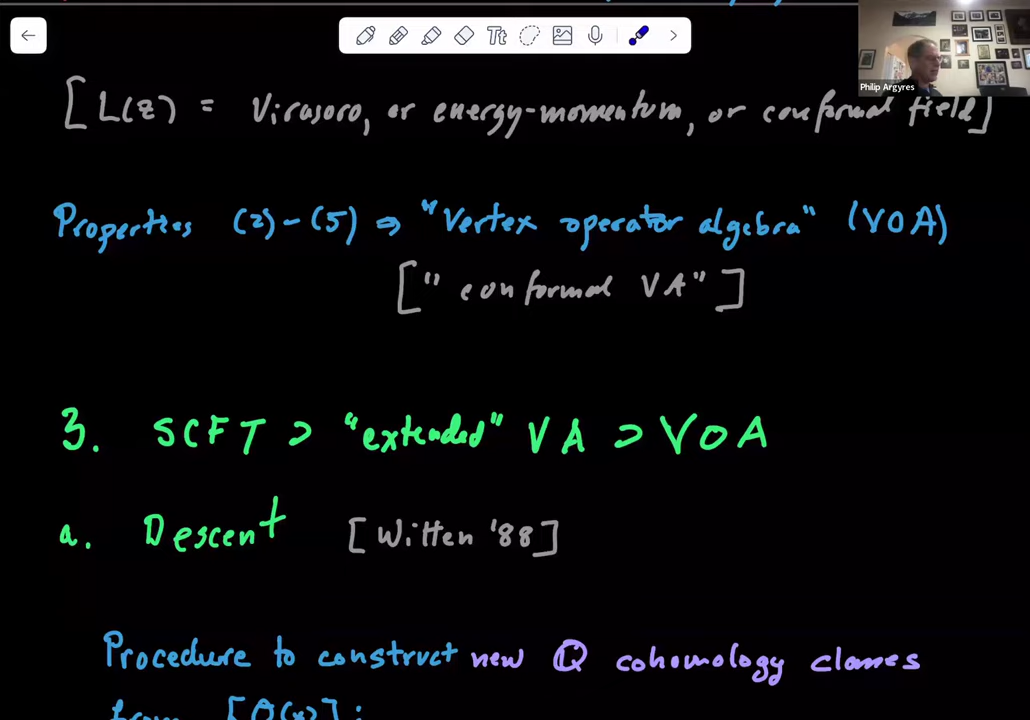 Philip Argyres
[L(z) = Virasoro, or energy-momentum, or conformal field]
Properties (2)-(5) ⇒ "Vertex operator algebra" (VOA)
["conformal VA"]
3. SCFT ⊃ "extended" VA ⊃ VOA
a. Descent [Witten '88]
Procedure to construct new Q cohomology classes
from [O(x)]: